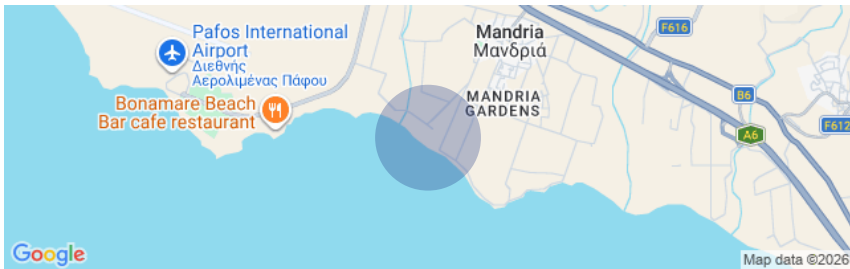 Pafos International
Airport
Διεθνής
Αερολιμένας Πάφου
Bonamare Beach
Bar cafe restaurant
Mandria
Μανδριά
MANDRIA
GARDENS
F616
B6
F612
A6
Google
Map data ©2026